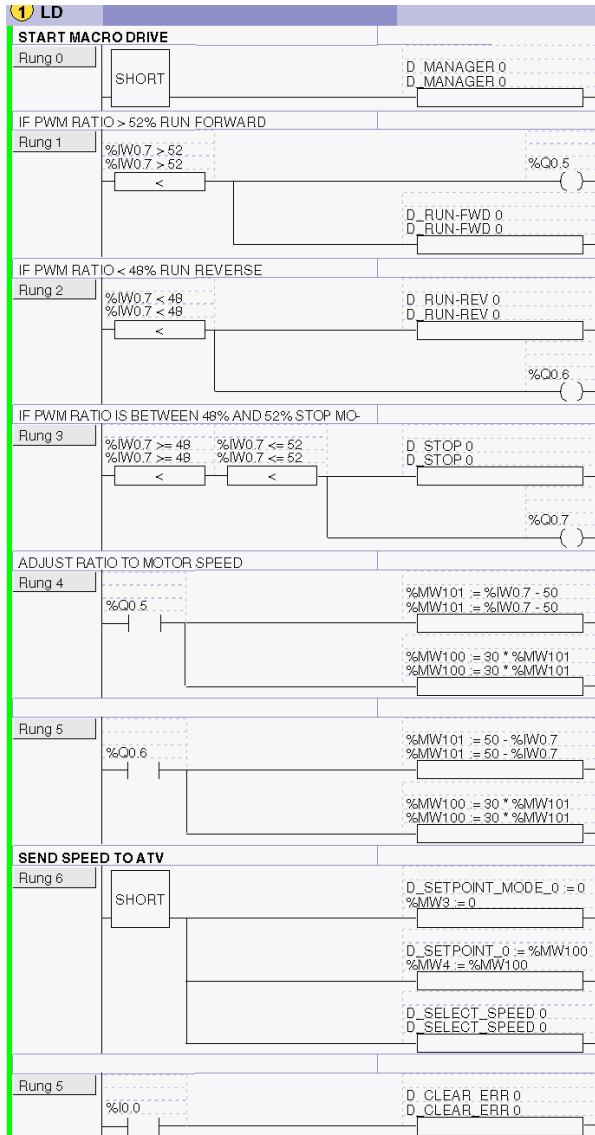 1 LD
START MACRO DRIVE
Rung 0
SHORT
D_MANAGER 0
D_MANAGER 0
IF PWM RATIO > 52% RUN FORWARD
Rung 1
%IW0.7 > 52
%IW0.7 > 52
<
%Q0.5
D_RUN-FWD 0
D_RUN-FWD 0
IF PWM RATIO < 48% RUN REVERSE
Rung 2
%IW0.7 < 48
%IW0.7 < 48
<
D_RUN-REV 0
D_RUN-REV 0
%Q0.6
IF PWM RATIO IS BETWEEN 48% AND 52% STOP MO-
Rung 3
%IW0.7 >= 48 %IW0.7 <= 52
%IW0.7 >= 48 %IW0.7 <= 52
< <
D_STOP 0
D_STOP 0
%Q0.7
ADJUST RATIO TO MOTOR SPEED
Rung 4
%Q0.5
%MW101 := %IW0.7 - 50
%MW101 := %IW0.7 - 50
%MW100 := 30 * %MW101
%MW100 := 30 * %MW101
Rung 5
%Q0.6
%MW101 := 50 - %IW0.7
%MW101 := 50 - %IW0.7
%MW100 := 30 * %MW101
%MW100 := 30 * %MW101
SEND SPEED TO ATV
Rung 6
SHORT
D_SETPOINT_MODE_0 := 0
%MW3 := 0
D_SETPOINT_0 := %MW100
%MW4 := %MW100
D_SELECT_SPEED 0
D_SELECT_SPEED 0
Rung 5
%I0.0
D_CLEAR_ERR 0
D_CLEAR_ERR 0